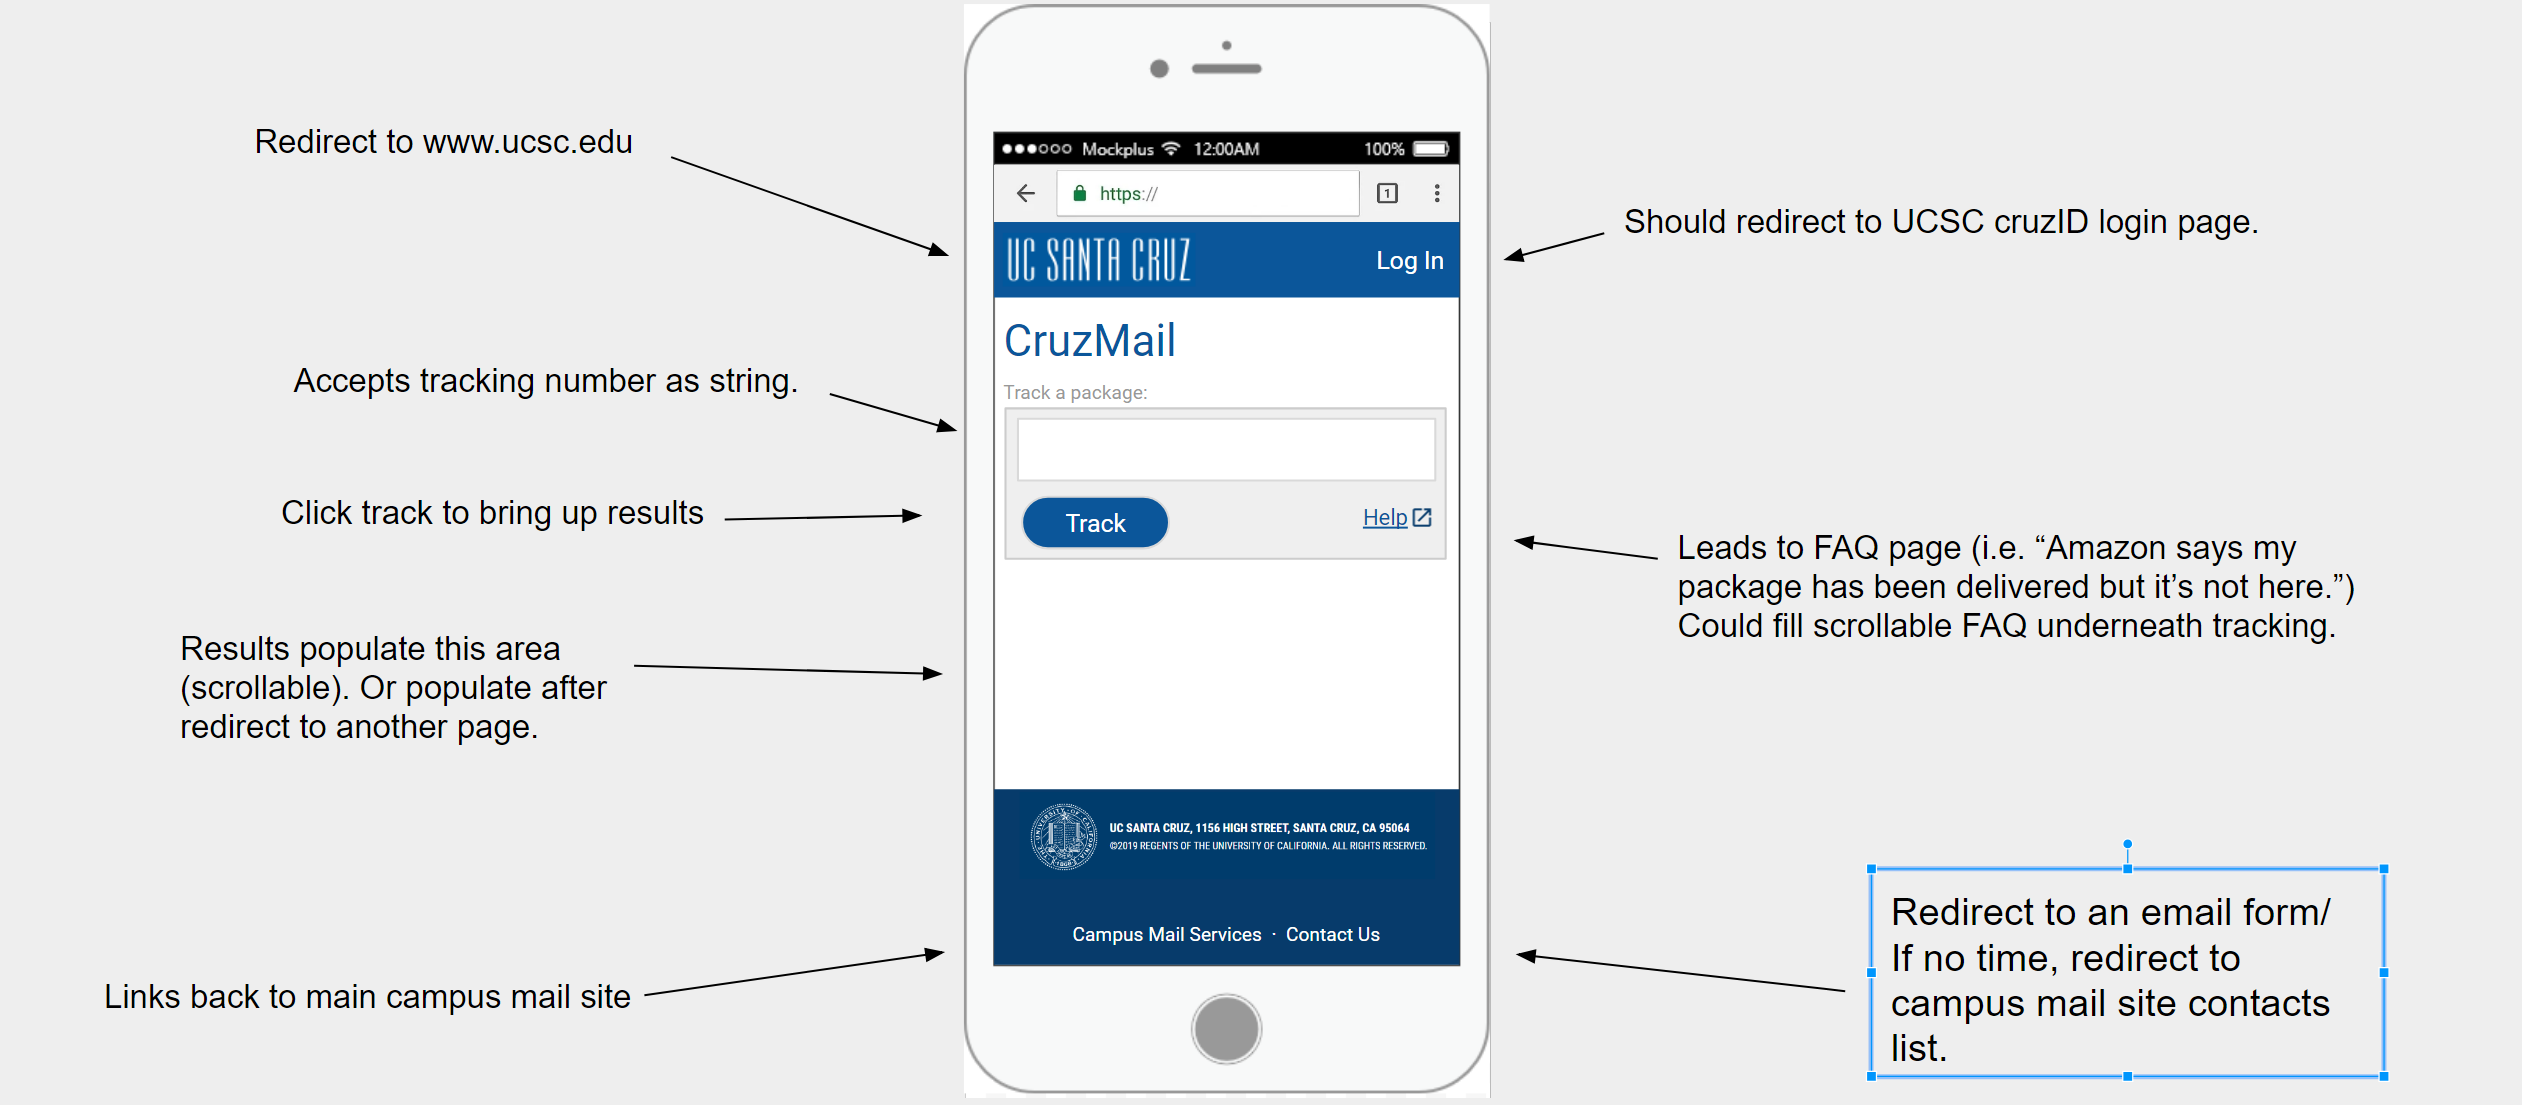 Redirect to www.ucsc.edu
Mockplus 12:00AM 100%
https://
1
Should redirect to UCSC cruzID login page.
UC SANTA CRUZ
Log In
CruzMail
Accepts tracking number as string.
Track a package:
Click track to bring up results
Track
Help
Leads to FAQ page (i.e. “Amazon says my
package has been delivered but it’s not here.”)
Could fill scrollable FAQ underneath tracking.
Results populate this area
(scrollable). Or populate after
redirect to another page.
UC SANTA CRUZ, 1156 HIGH STREET, SANTA CRUZ, CA 95064
©2019 REGENTS OF THE UNIVERSITY OF CALIFORNIA. ALL RIGHTS RESERVED.
Campus Mail Services · Contact Us
Links back to main campus mail site
Redirect to an email form/
If no time, redirect to
campus mail site contacts
list.